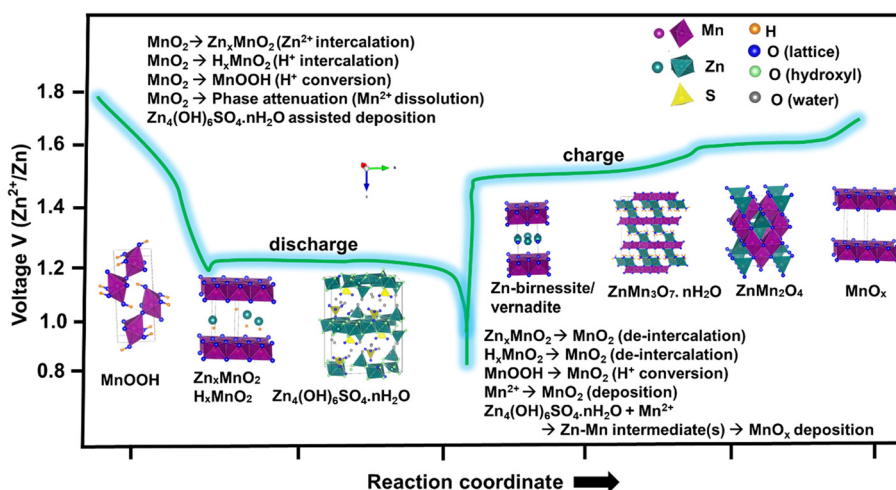 MnO₂ → ZnₓMnO₂ (Zn²⁺ intercalation)
MnO₂ → HₓMnO₂ (H⁺ intercalation)
MnO₂ → MnOOH (H⁺ conversion)
MnO₂ → Phase attenuation (Mn²⁺ dissolution)
Zn₄(OH)₆SO₄.nH₂O assisted deposition
Mn
Zn
S
H
O (lattice)
O (hydroxyl)
O (water)
Voltage V (Zn²⁺/Zn)
1.8
1.6
1.4
1.2
1.0
0.8
discharge
charge
MnOOH
ZnₓMnO₂
HₓMnO₂
Zn₄(OH)₆SO₄.nH₂O
Zn-birnessite/
vernadite
ZnMn₃O₇. nH₂O
ZnMn₂O₄
MnOₓ
ZnₓMnO₂ → MnO₂ (de-intercalation)
HₓMnO₂ → MnO₂ (de-intercalation)
MnOOH → MnO₂ (H⁺ conversion)
Mn²⁺ → MnO₂ (deposition)
Zn₄(OH)₆SO₄.nH₂O + Mn²⁺
→ Zn-Mn intermediate(s) → MnOₓ deposition
Reaction coordinate